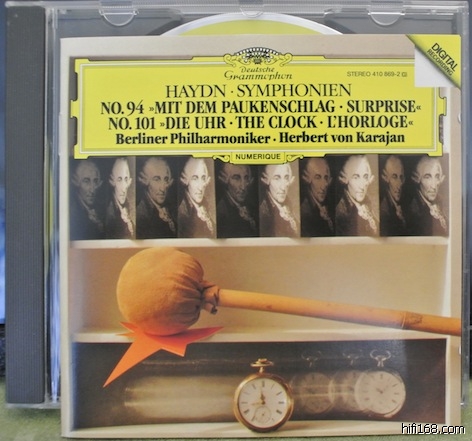 Deutsche
Grammophon
STEREO 410 869-2
DIGITAL
RECORDING
HAYDN · SYMPHONIEN
NO. 94 »MIT DEM PAUKENSCHLAG · SURPRISE«
NO. 101 »DIE UHR · THE CLOCK · L'HORLOGE«
Berliner Philharmoniker · Herbert von Karajan
NUMERIQUE
hifi168.com